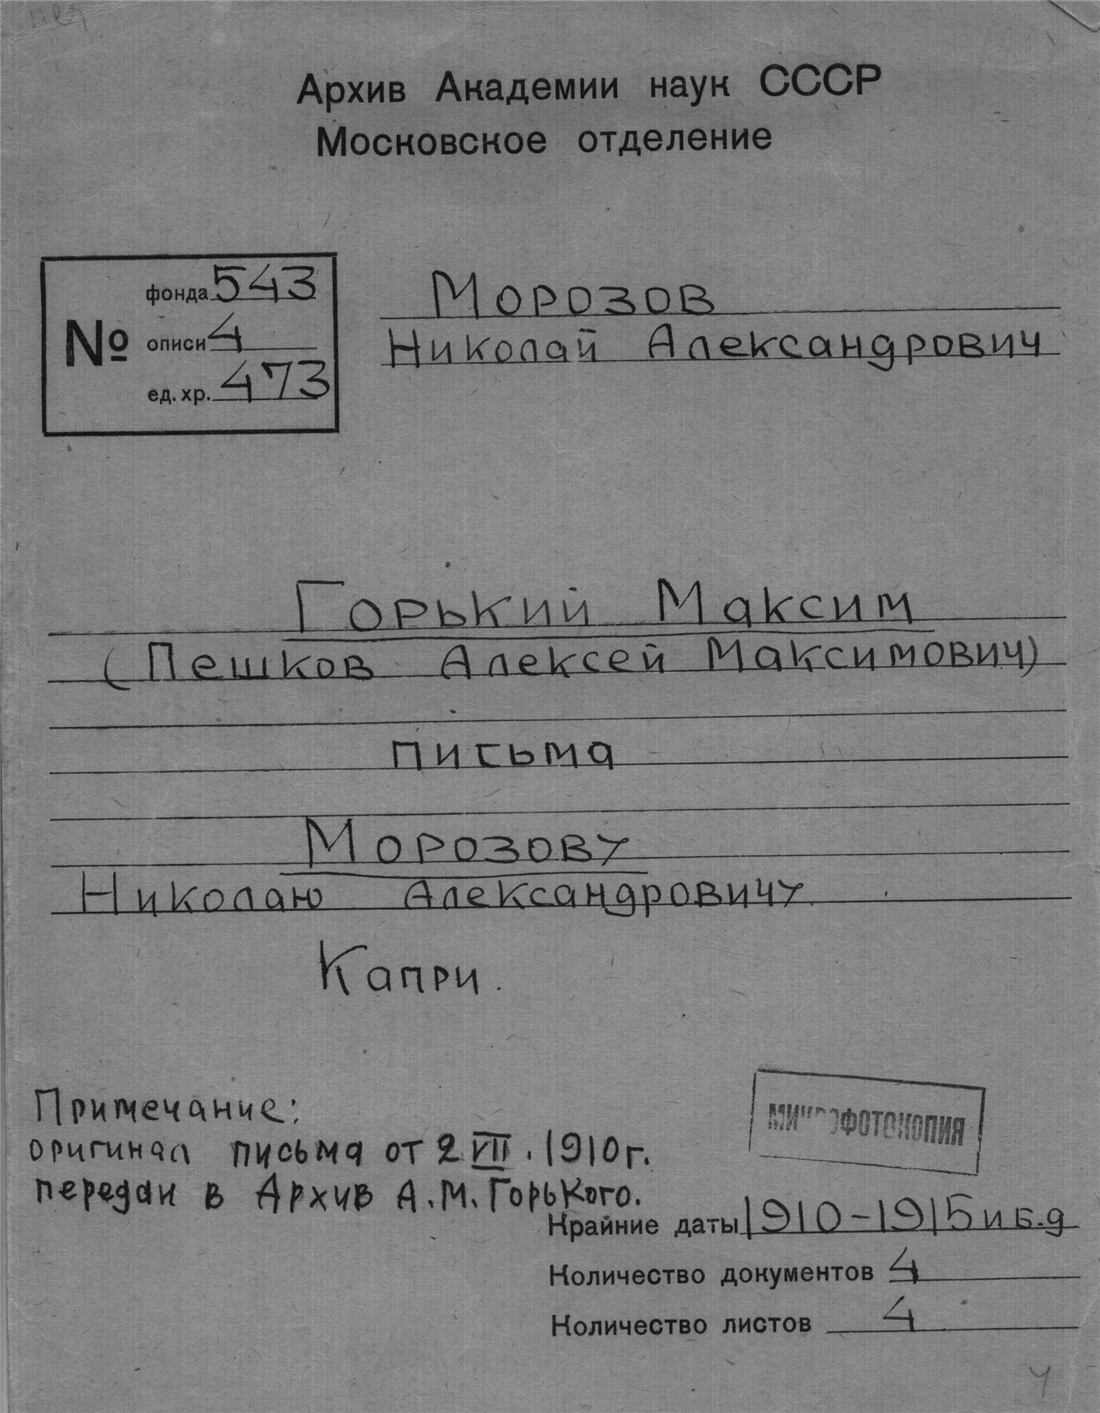 Архив Академии наук СССР
Московское отделение
№
фонда 543
описи 4
ед. хр. 473
Морозов
Николай Александрович
Горький Максим
(Пешков Алексей Максимович)
письма
Морозову
Николаю Александровичу
Капри.
Примечание:
оригинал письма от 2 VII. 1910 г.
передан в Архив А.М. Горького.
МИКРОФОТОКОПИЯ
Крайние даты 1910-1915 и б.д
Количество документов 4
Количество листов 4